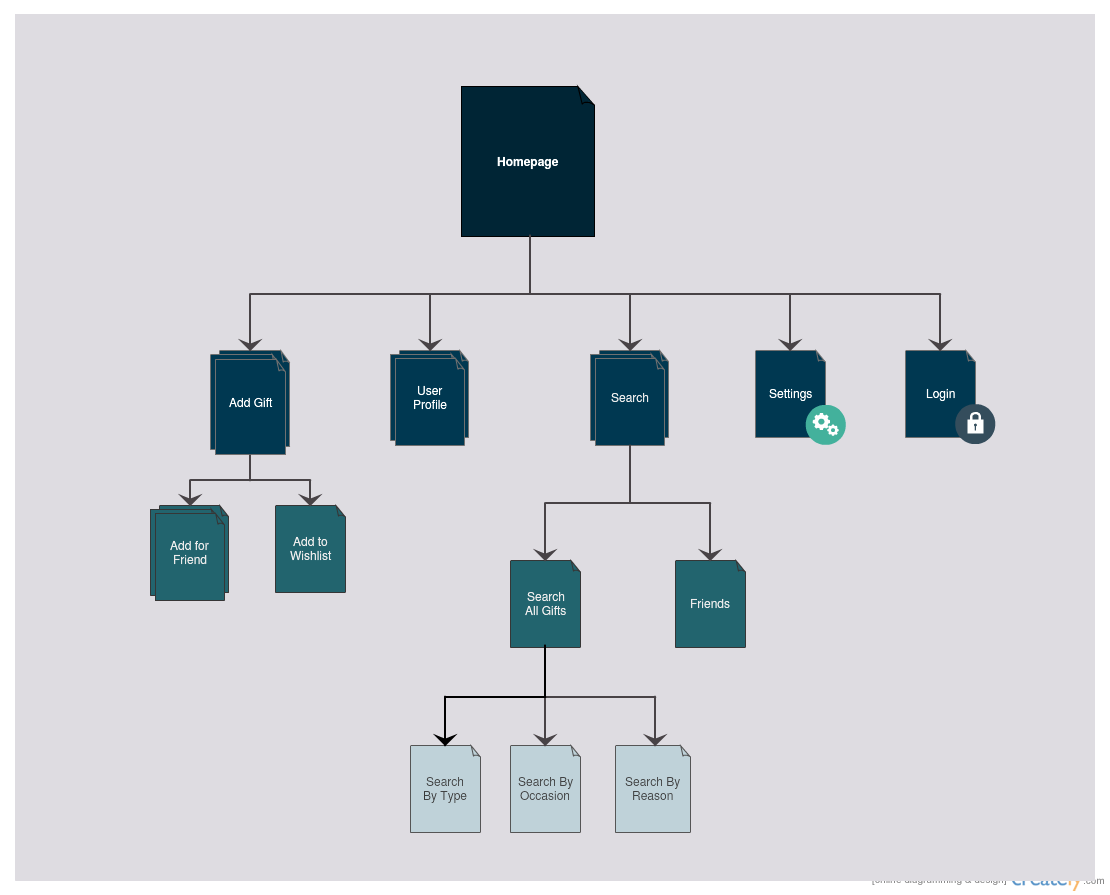 Homepage
Add Gift
User
Profile
Search
Settings
Login
Add for
Friend
Add to
Wishlist
Search
All Gifts
Friends
Search
By Type
Search By
Occasion
Search By
Reason
[online diagramming & design] creately.com